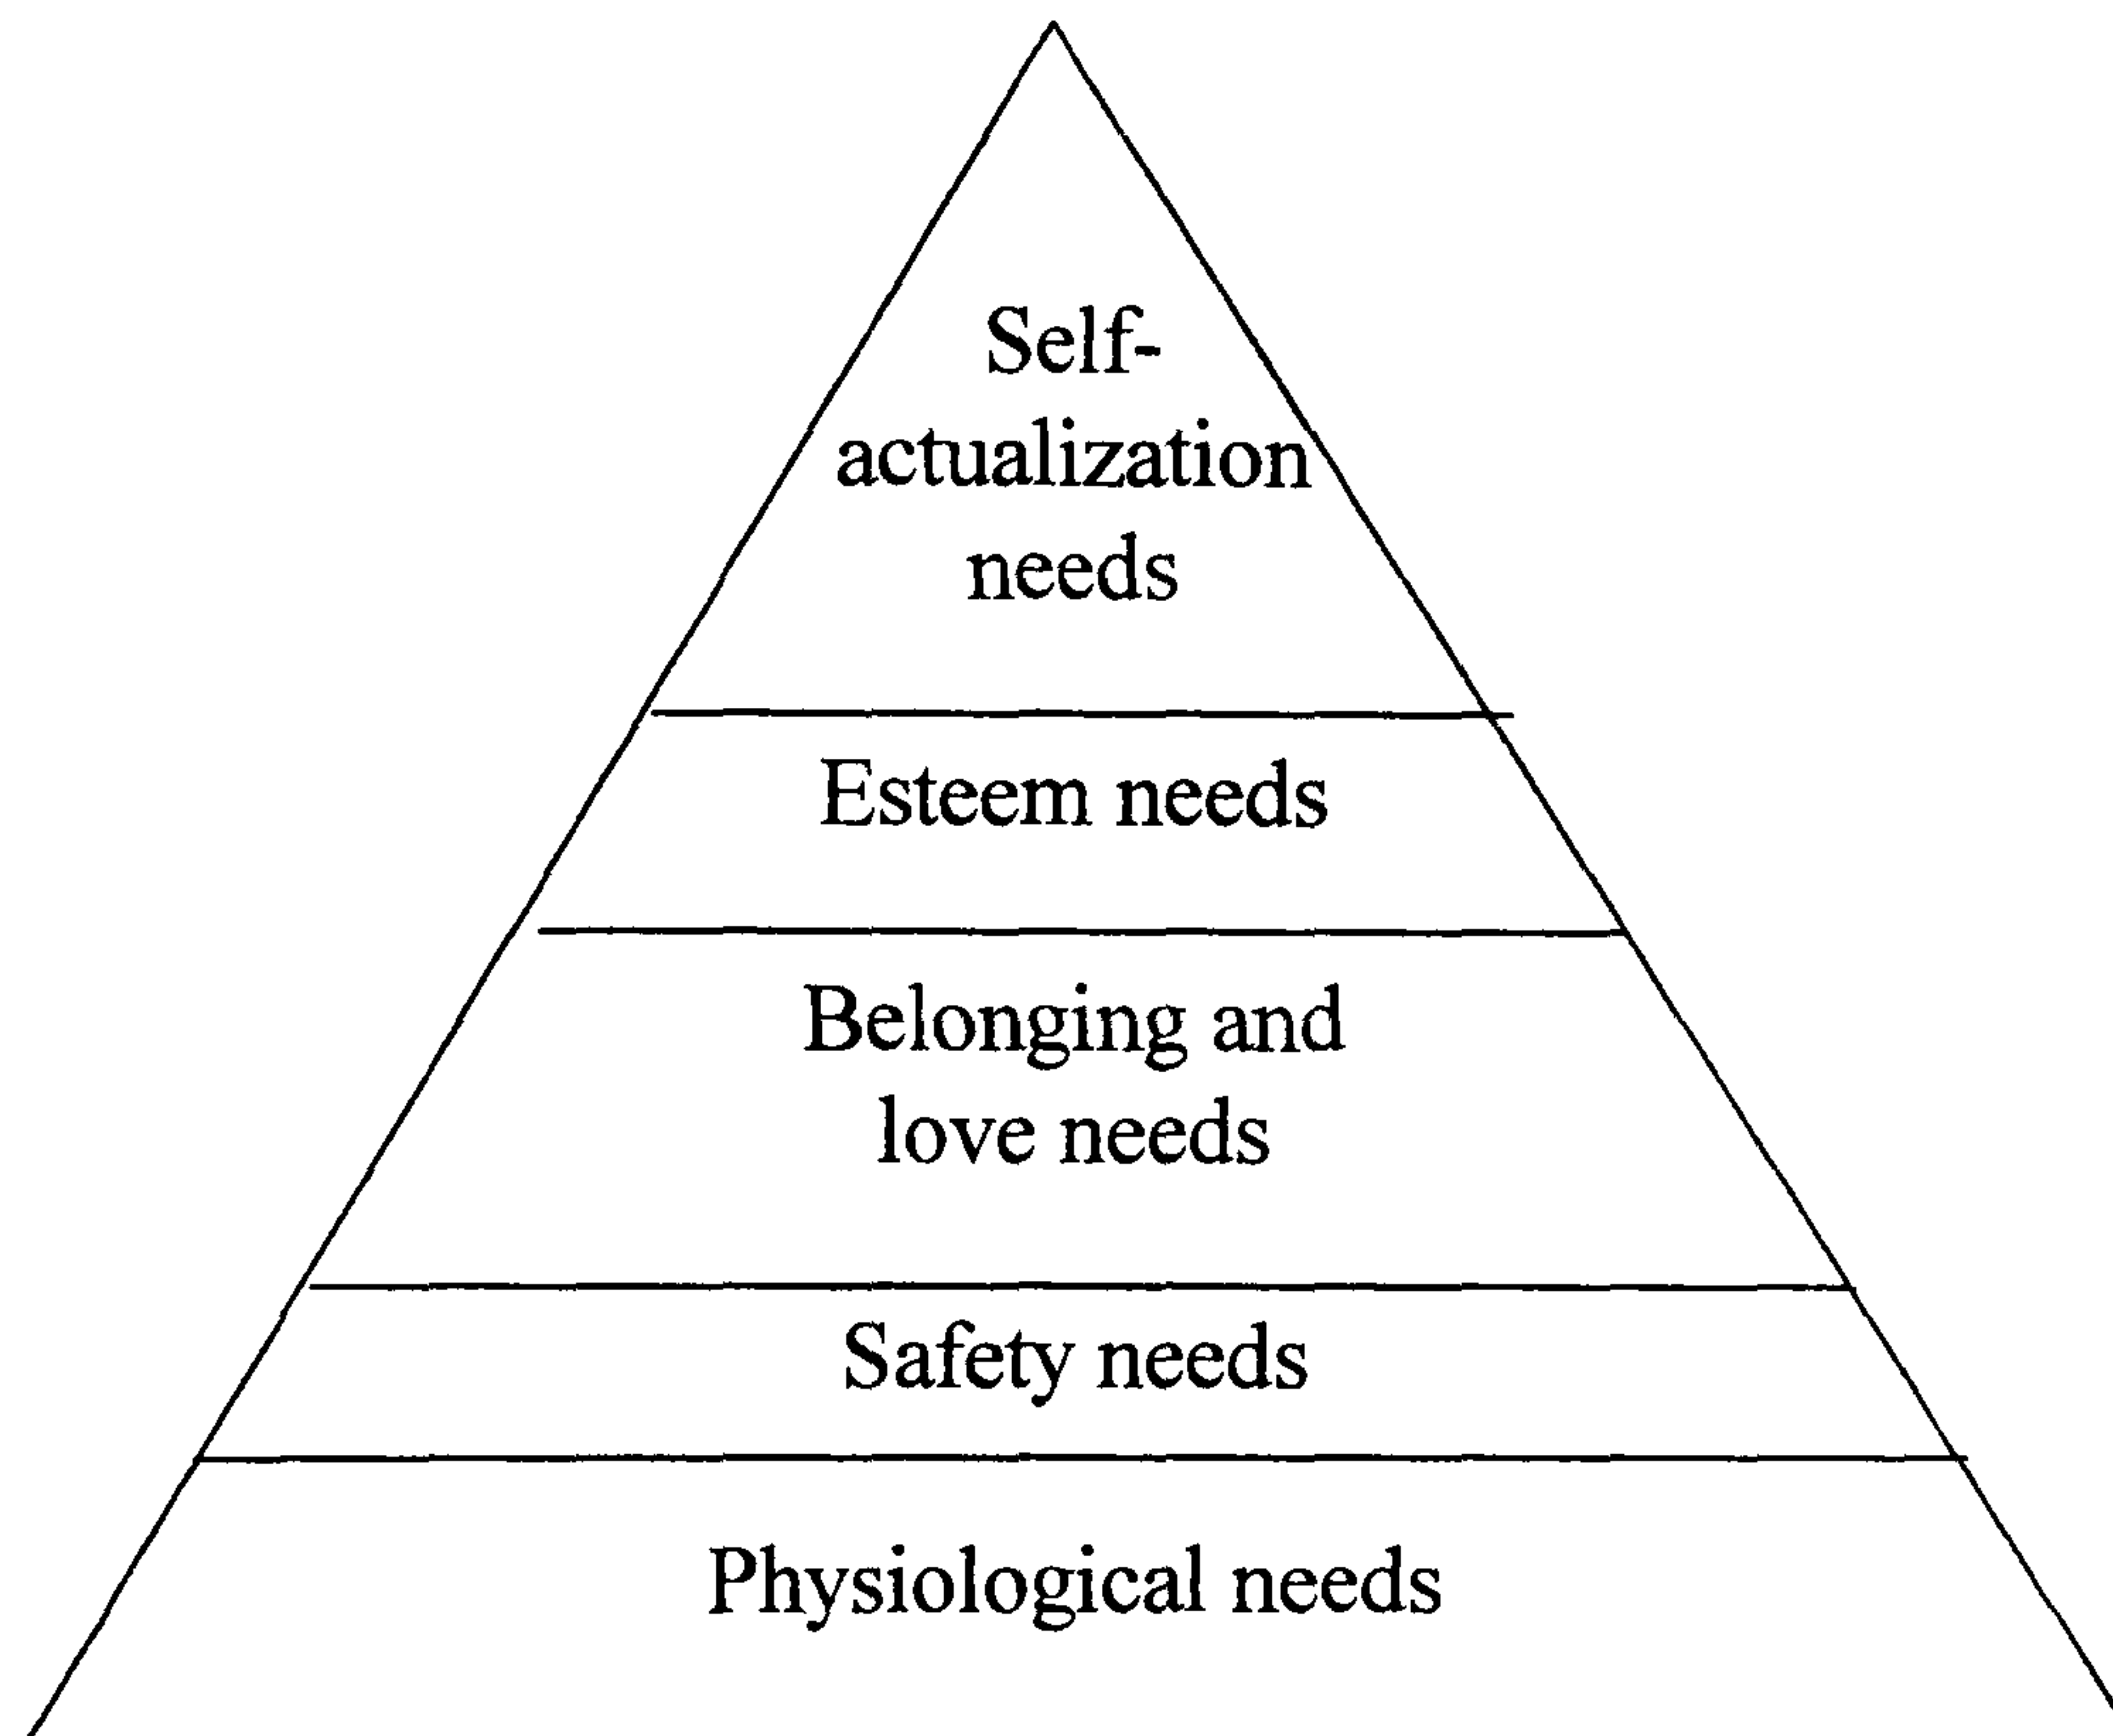 Self-
actualization
needs
Esteem needs
Belonging and
love needs
Safety needs
Physiological needs